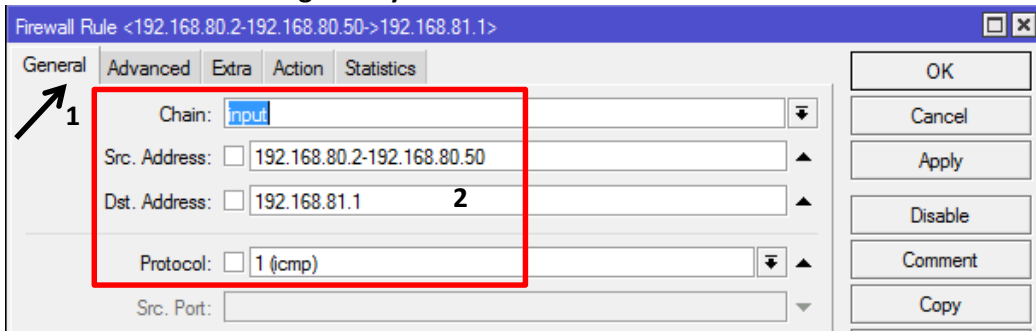 Firewall Rule <192.168.80.2-192.168.80.50->192.168.81.1>
General Advanced Extra Action Statistics
OK
1
Chain: input
Cancel
Src. Address: 192.168.80.2-192.168.80.50
Apply
Dst. Address: 192.168.81.1
2
Disable
Protocol: 1 (icmp)
Comment
Src. Port:
Copy